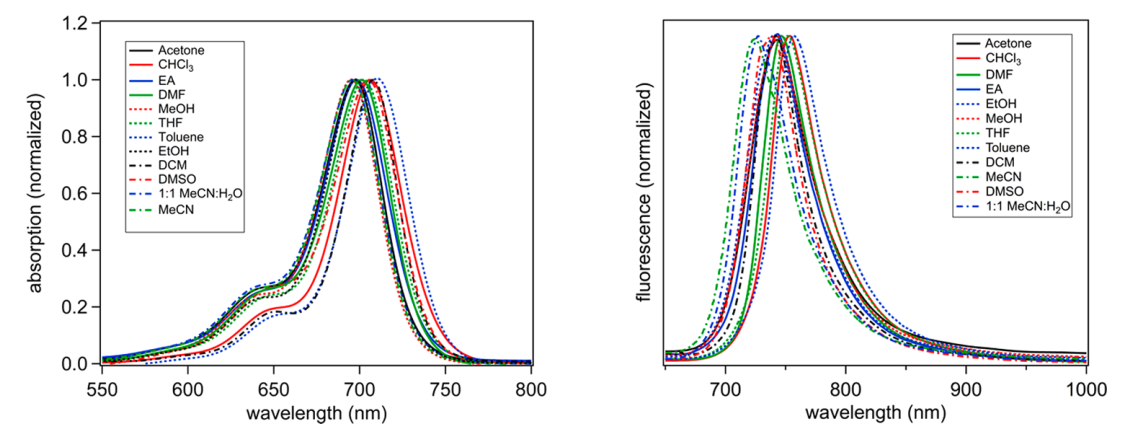 1.2
1.0
0.8
0.6
0.4
0.2
0.0
absorption (normalized)
Acetone
CHCl₃
EA
DMF
MeOH
THF
Toluene
EtOH
DCM
DMSO
1:1 MeCN:H₂O
MeCN
550 600 650 700 750 800
wavelength (nm)
fluorescence (normalized)
Acetone
CHCl₃
DMF
EA
EtOH
MeOH
THF
Toluene
DCM
MeCN
DMSO
1:1 MeCN:H₂O
700 800 900 1000
wavelength (nm)